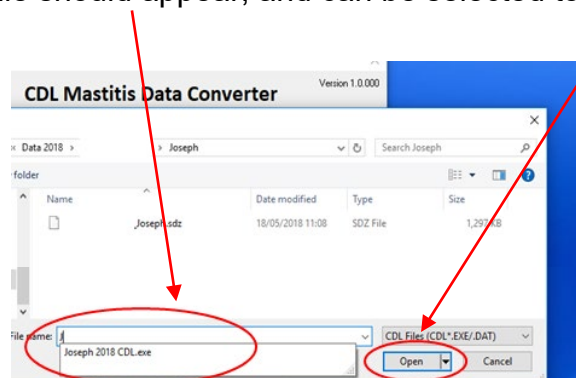 should appear, and can be selected to
CDL Mastitis Data Converter
Version 1.0.000
Data 2018 › › Joseph
Search Joseph
folder
Name Date modified Type Size
Joseph.sdz 18/05/2018 11:08 SDZ File 1,297 KB
File name: J
CDL Files (CDL*.EXE/.DAT)
Joseph 2018 CDL.exe
Open Cancel